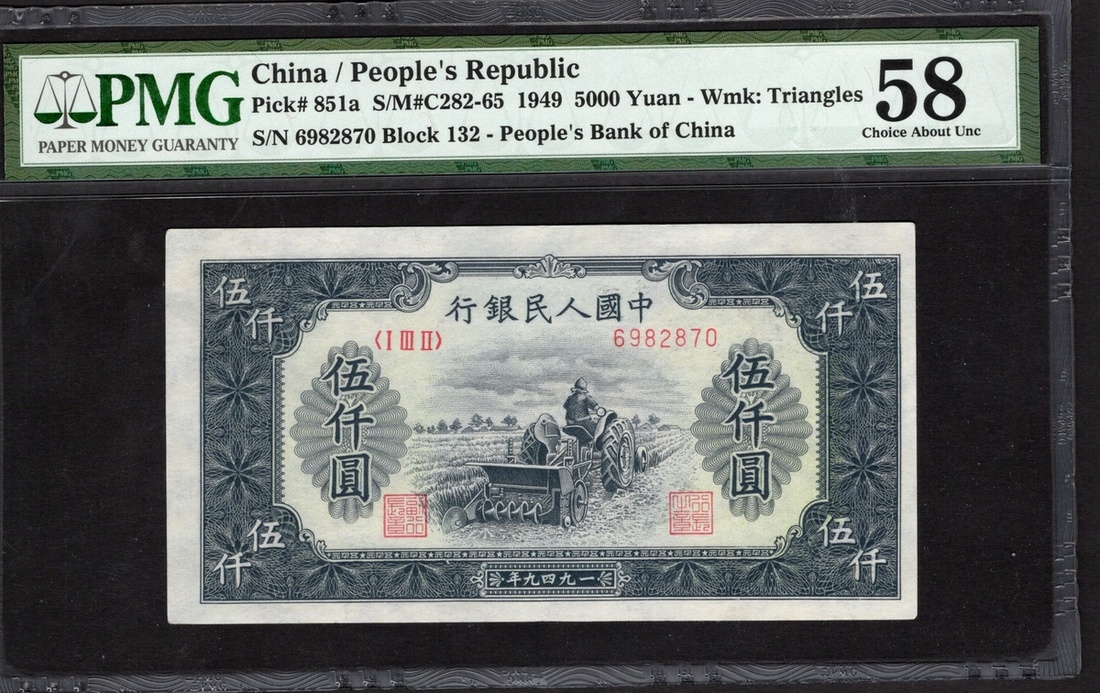 PMG
PAPER MONEY GUARANTY
China / People's Republic
Pick# 851a S/M#C282-65 1949 5000 Yuan - Wmk: Triangles
S/N 6982870 Block 132 - People's Bank of China
58
Choice About Unc
伍仟
伍仟
行銀民人國中
〈I III II〉
6982870
伍仟圓
伍仟圓
伍仟
伍仟
年九四九一